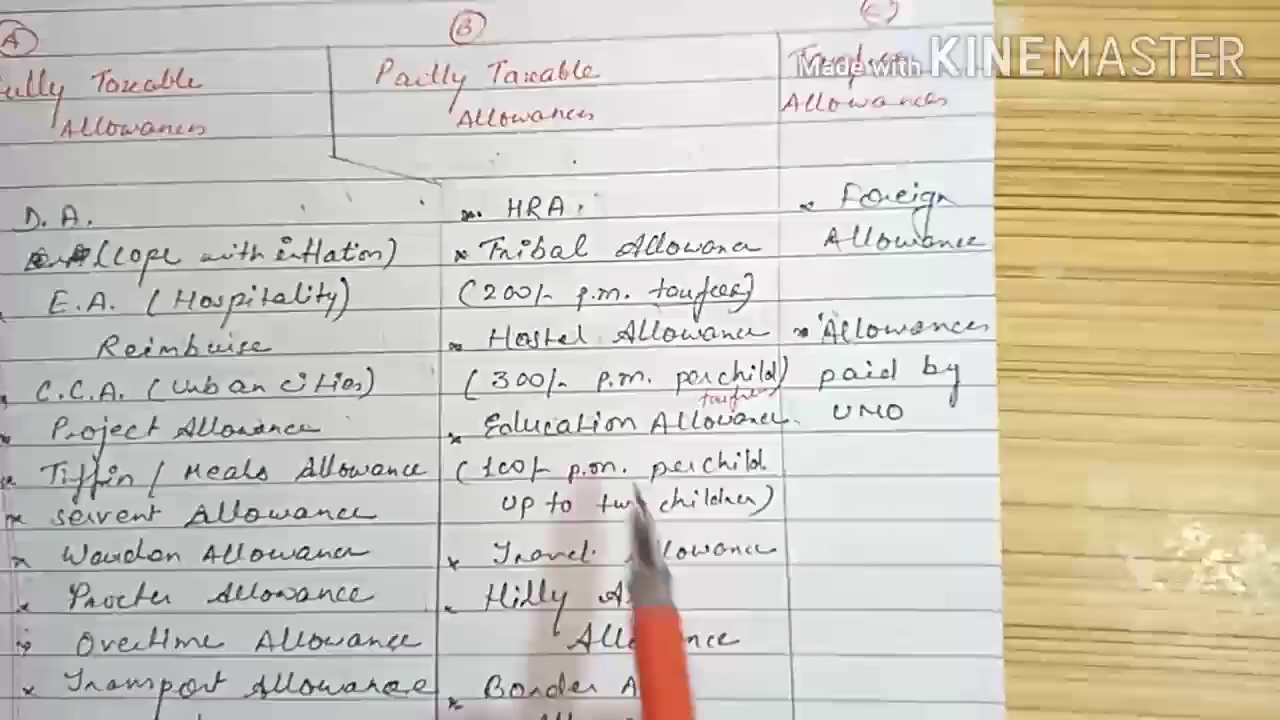 A
Fully Taxable
Allowances
D.A.
(cope with inflation)
E.A. (Hospitality)
Reimburse
C.C.A. (Urban cities)
Project Allowance
Tiffin / Meals Allowance
Servent Allowance
Warden Allowance
Procter Allowance
Overtime Allowance
Transport Allowance
B
Partly Taxable
Allowances
HRA.
Tribal Allowance
(200/- p.m. taxfree)
Hostel Allowance
(300/- p.m. per child)
taxfree
Education Allowance.
(100/- p.m. per child
up to two children)
Travel Allowance
Hilly
Allowance
Border A
C
Allowances
Foreign
Allowance
Allowances
paid by
UNO
Made with KINEMASTER